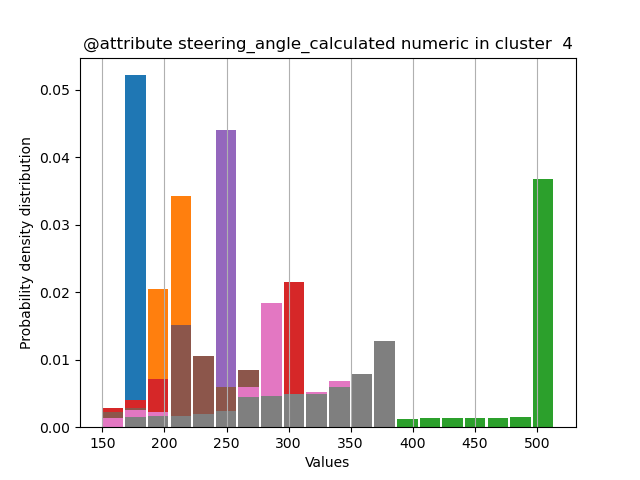 @attribute steering_angle_calculated numeric in cluster  4
Probability density distribution
0.05
0.04
0.03
0.02
0.01
0.00
150 200 250 300 350 400 450 500
Values